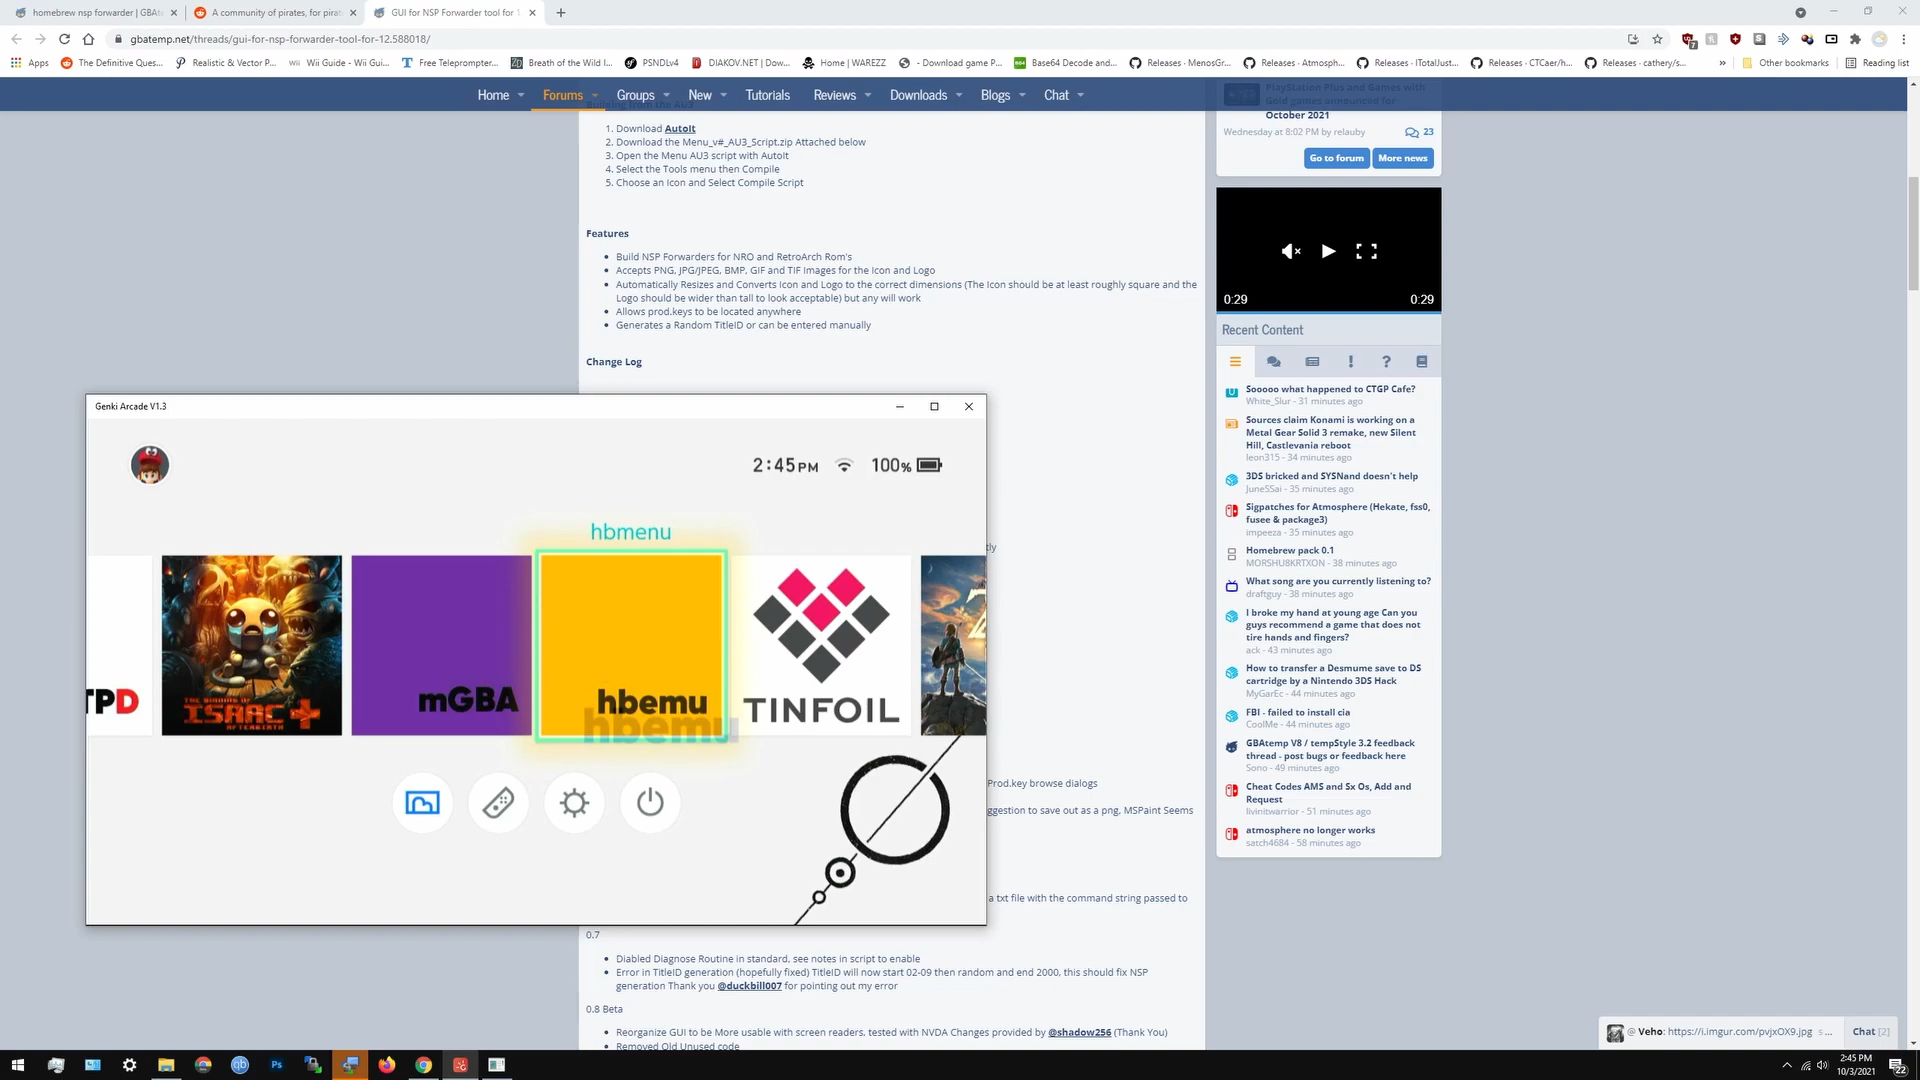 homebrew nsp forwarder | GBAte
A community of pirates, for pirat
GUI for NSP Forwarder tool for 1
gbatemp.net/threads/gui-for-nsp-forwarder-tool-for-12.588018/
Apps
The Definitive Ques...
Realistic & Vector P...
Wii Guide - Wii Gui...
Free Teleprompter...
Breath of the Wild I...
PSNDLv4
DIAKOV.NET | Dow...
Home | WAREZZ
- Download game P...
Base64 Decode and...
Releases · MenosGr...
Releases · Atmosph...
Releases · ITotalJust...
Releases · CTCaer/h...
Releases · cathery/s...
»
Other bookmarks
Reading list
Home
Forums
Groups
New
Tutorials
Reviews
Downloads
Blogs
Chat
Building from the AU3
1. Download AutoIt
2. Download the Menu_v#_AU3_Script.zip Attached below
3. Open the Menu AU3 script with AutoIt
4. Select the Tools menu then Compile
5. Choose an Icon and Select Compile Script
Features
Build NSP Forwarders for NRO and RetroArch Rom's
Accepts PNG, JPG/JPEG, BMP, GIF and TIF Images for the Icon and Logo
Automatically Resizes and Converts Icon and Logo to the correct dimensions (The Icon should be at least roughly square and the
Logo should be wider than tall to look acceptable) but any will work
Allows prod.keys to be located anywhere
Generates a Random TitleID or can be entered manually
Change Log
Genki Arcade V1.3
2:45PM
100%
hbmenu
TPD
THE BINDING OF
ISAAC
AFTERBIRTH
mGBA
hbemu
hbemu
TINFOIL
Z
tly
Prod.key browse dialogs
ggestion to save out as a png, MSPaint Seems
a txt file with the command string passed to
0.7
Diabled Diagnose Routine in standard, see notes in script to enable
Error in TitleID generation (hopefully fixed) TitleID will now start 02-09 then random and end 2000, this should fix NSP
generation Thank you @duckbill007 for pointing out my error
0.8 Beta
Reorganize GUI to be More usable with screen readers, tested with NVDA Changes provided by @shadow256 (Thank You)
Removed Old Unused code
PlayStation Plus and Games with
Gold games announced for
October 2021
Wednesday at 8:02 PM by relauby
23
Go to forum
More news
0:29
0:29
Recent Content
Sooooo what happened to CTGP Cafe?
White_Slur - 31 minutes ago
Sources claim Konami is working on a
Metal Gear Solid 3 remake, new Silent
Hill, Castlevania reboot
leon315 - 34 minutes ago
3DS bricked and SYSNand doesn't help
JuneSSai - 35 minutes ago
Sigpatches for Atmosphere (Hekate, fss0,
fusee & package3)
impeeza - 35 minutes ago
Homebrew pack 0.1
MORSHU8KRTXON - 38 minutes ago
What song are you currently listening to?
draftguy - 38 minutes ago
I broke my hand at young age Can you
guys recommend a game that does not
tire hands and fingers?
ack - 43 minutes ago
How to transfer a Desmume save to DS
cartridge by a Nintendo 3DS Hack
MyGarEc - 44 minutes ago
FBI - failed to install cia
CoolMe - 44 minutes ago
GBAtemp V8 / tempStyle 3.2 feedback
thread - post bugs or feedback here
Sono - 49 minutes ago
Cheat Codes AMS and Sx Os, Add and
Request
livinitwarrior - 51 minutes ago
atmosphere no longer works
satch4684 - 58 minutes ago
@ Veho: https://i.imgur.com/pvjxOX9.jpg s ...
Chat [2]
2:45 PM
10/3/2021
22